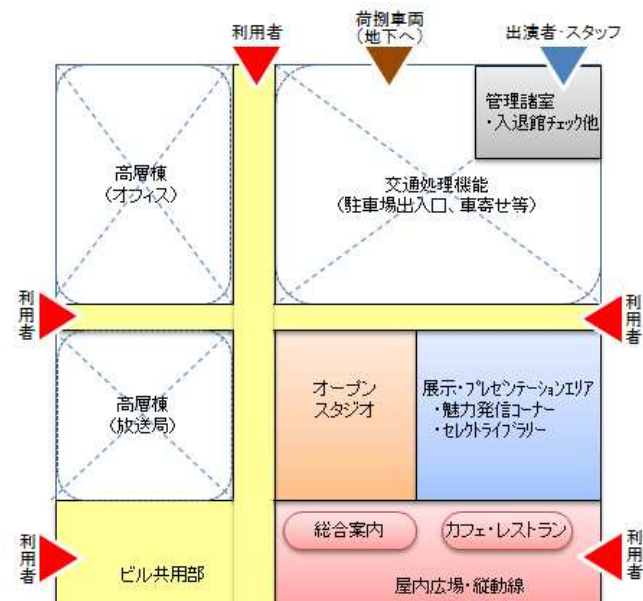 利用者
荷捌車両
(地下へ)
出演者・スタッフ
管理諸室
・入退館チェック他
高層棟
(オフィス)
交通処理機能
(駐車場出入口、車寄せ等)
利用者
利用者
オープン
スタジオ
展示・プレゼンテーションエリア
・魅力発信コーナー
・セレクトライブラリー
高層棟
(放送局)
総合案内
カフェ・レストラン
利用者
利用者
ビル共用部
屋内広場・縦動線